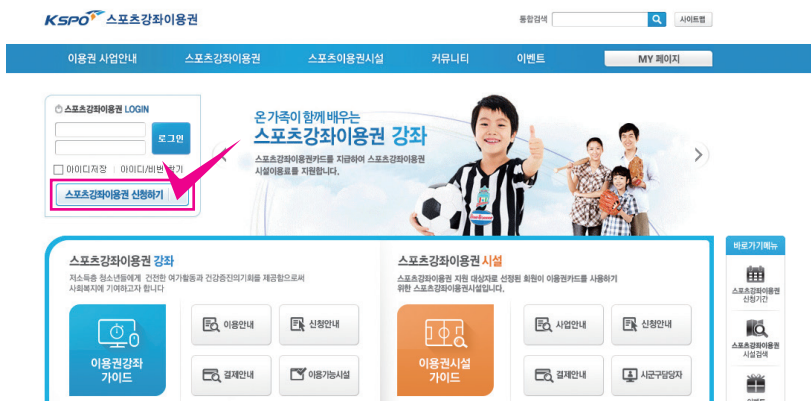 KSPO 스포츠강좌이용권
통합검색
사이트맵
이용권 사업안내 스포츠강좌이용권 스포츠이용권시설 커뮤니티 이벤트 MY 페이지
스포츠강좌이용권 LOGIN
로그인
아이디저장 아이디/비번
스포츠강좌이용권 신청하기
온 가족이 함께 배우는
스포츠강좌이용권 강좌
스포츠강좌이용권카드를 지급하여 스포츠강좌이용권
시설이용료를 지원합니다.
스포츠강좌이용권 강좌
저소득층 청소년들에게 건전한 여가활동과 건강증진의기회를 제공함으로써
사회복지에 기여하고자 합니다
이용권강좌
가이드
이용안내
신청안내
결제안내
이용가능시설
스포츠강좌이용권 시설
스포츠강좌이용권 지원 대상자로 선정된 회원이 이용권카드를 사용하기
위한 스포츠강좌이용권시설입니다.
이용권시설
가이드
사업안내
신청안내
결제안내
시군구담당자
바로가기메뉴
스포츠강좌이용권
신청기간
스포츠강좌이용권
시설검색